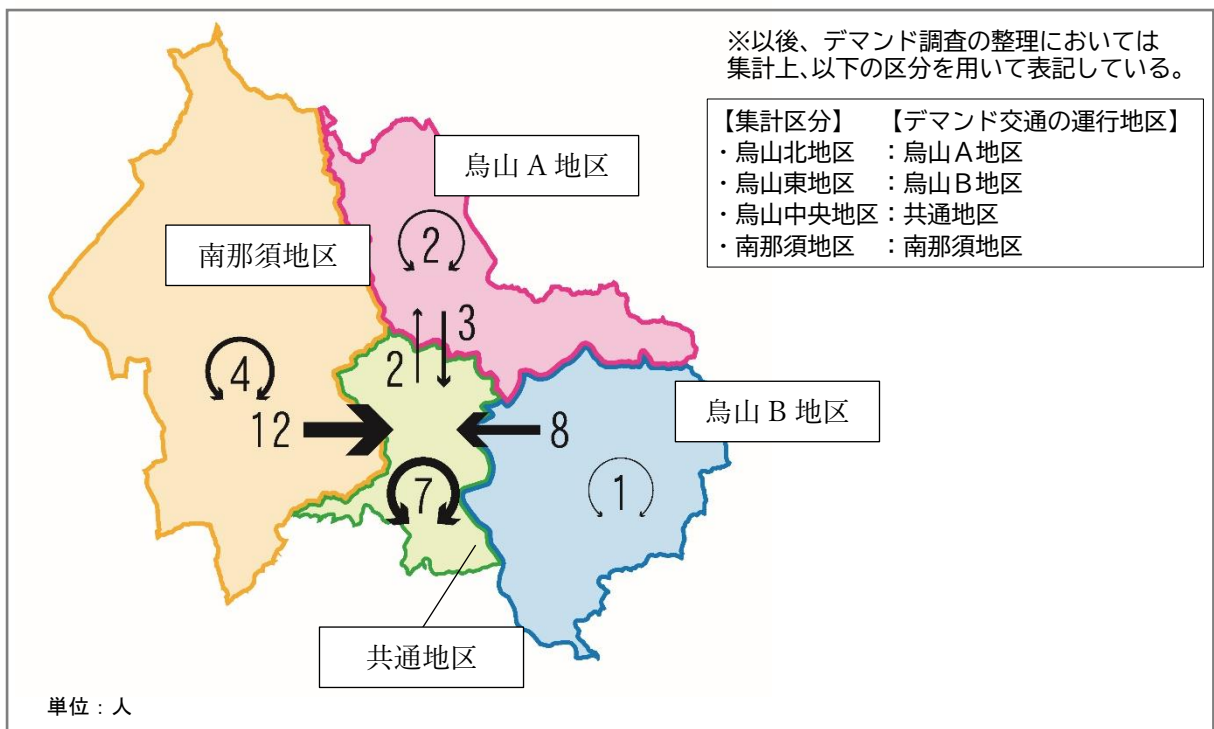 ※以後、デマンド調査の整理においては
集計上、以下の区分を用いて表記している。
【集計区分】　【デマンド交通の運行地区】
・烏山北地区　：烏山Ａ地区
・烏山東地区　：烏山Ｂ地区
・烏山中央地区：共通地区
・南那須地区　：南那須地区
烏山 A 地区
2
南那須地区
3
2
4
烏山 B 地区
12
8
7
1
共通地区
単位：人